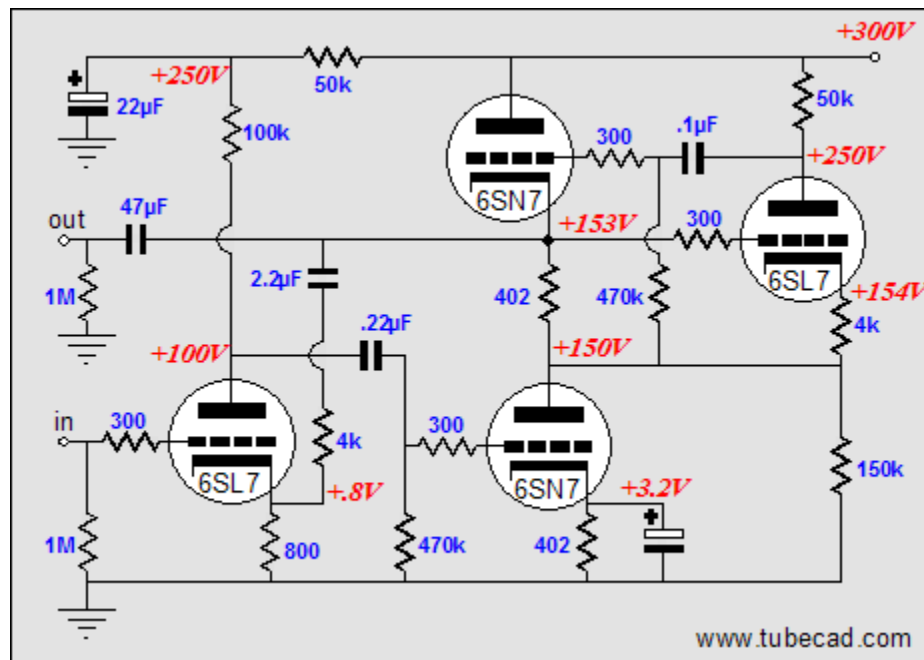 +300V
+250V
50k
50k
22µF
100k
300
.1µF
+250V
6SN7
out
47µF
+153V
300
6SL7
2.2µF
+154V
1M
402
470k
4k
.22µF
+100V
+150V
in
300
300
4k
6SL7
6SN7
150k
+.8V
+3.2V
1M
800
470k
402
www.tubecad.com